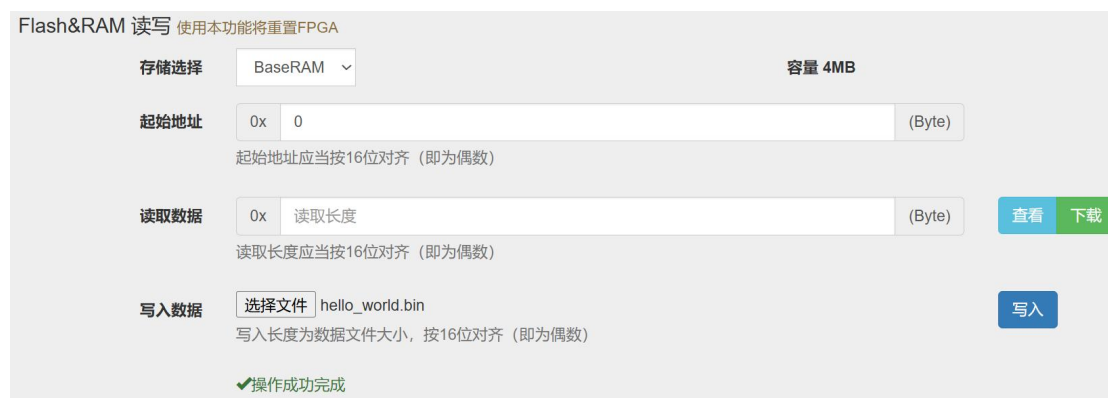 Flash&RAM 读写 使用本功能将重置FPGA
存储选择 BaseRAM 容量 4MB
起始地址 0x 0 (Byte)
起始地址应当按16位对齐（即为偶数）
读取数据 0x 读取长度 (Byte) 查看 下载
读取长度应当按16位对齐（即为偶数）
写入数据 选择文件 hello_world.bin 写入
写入长度为数据文件大小，按16位对齐（即为偶数）
✔操作成功完成